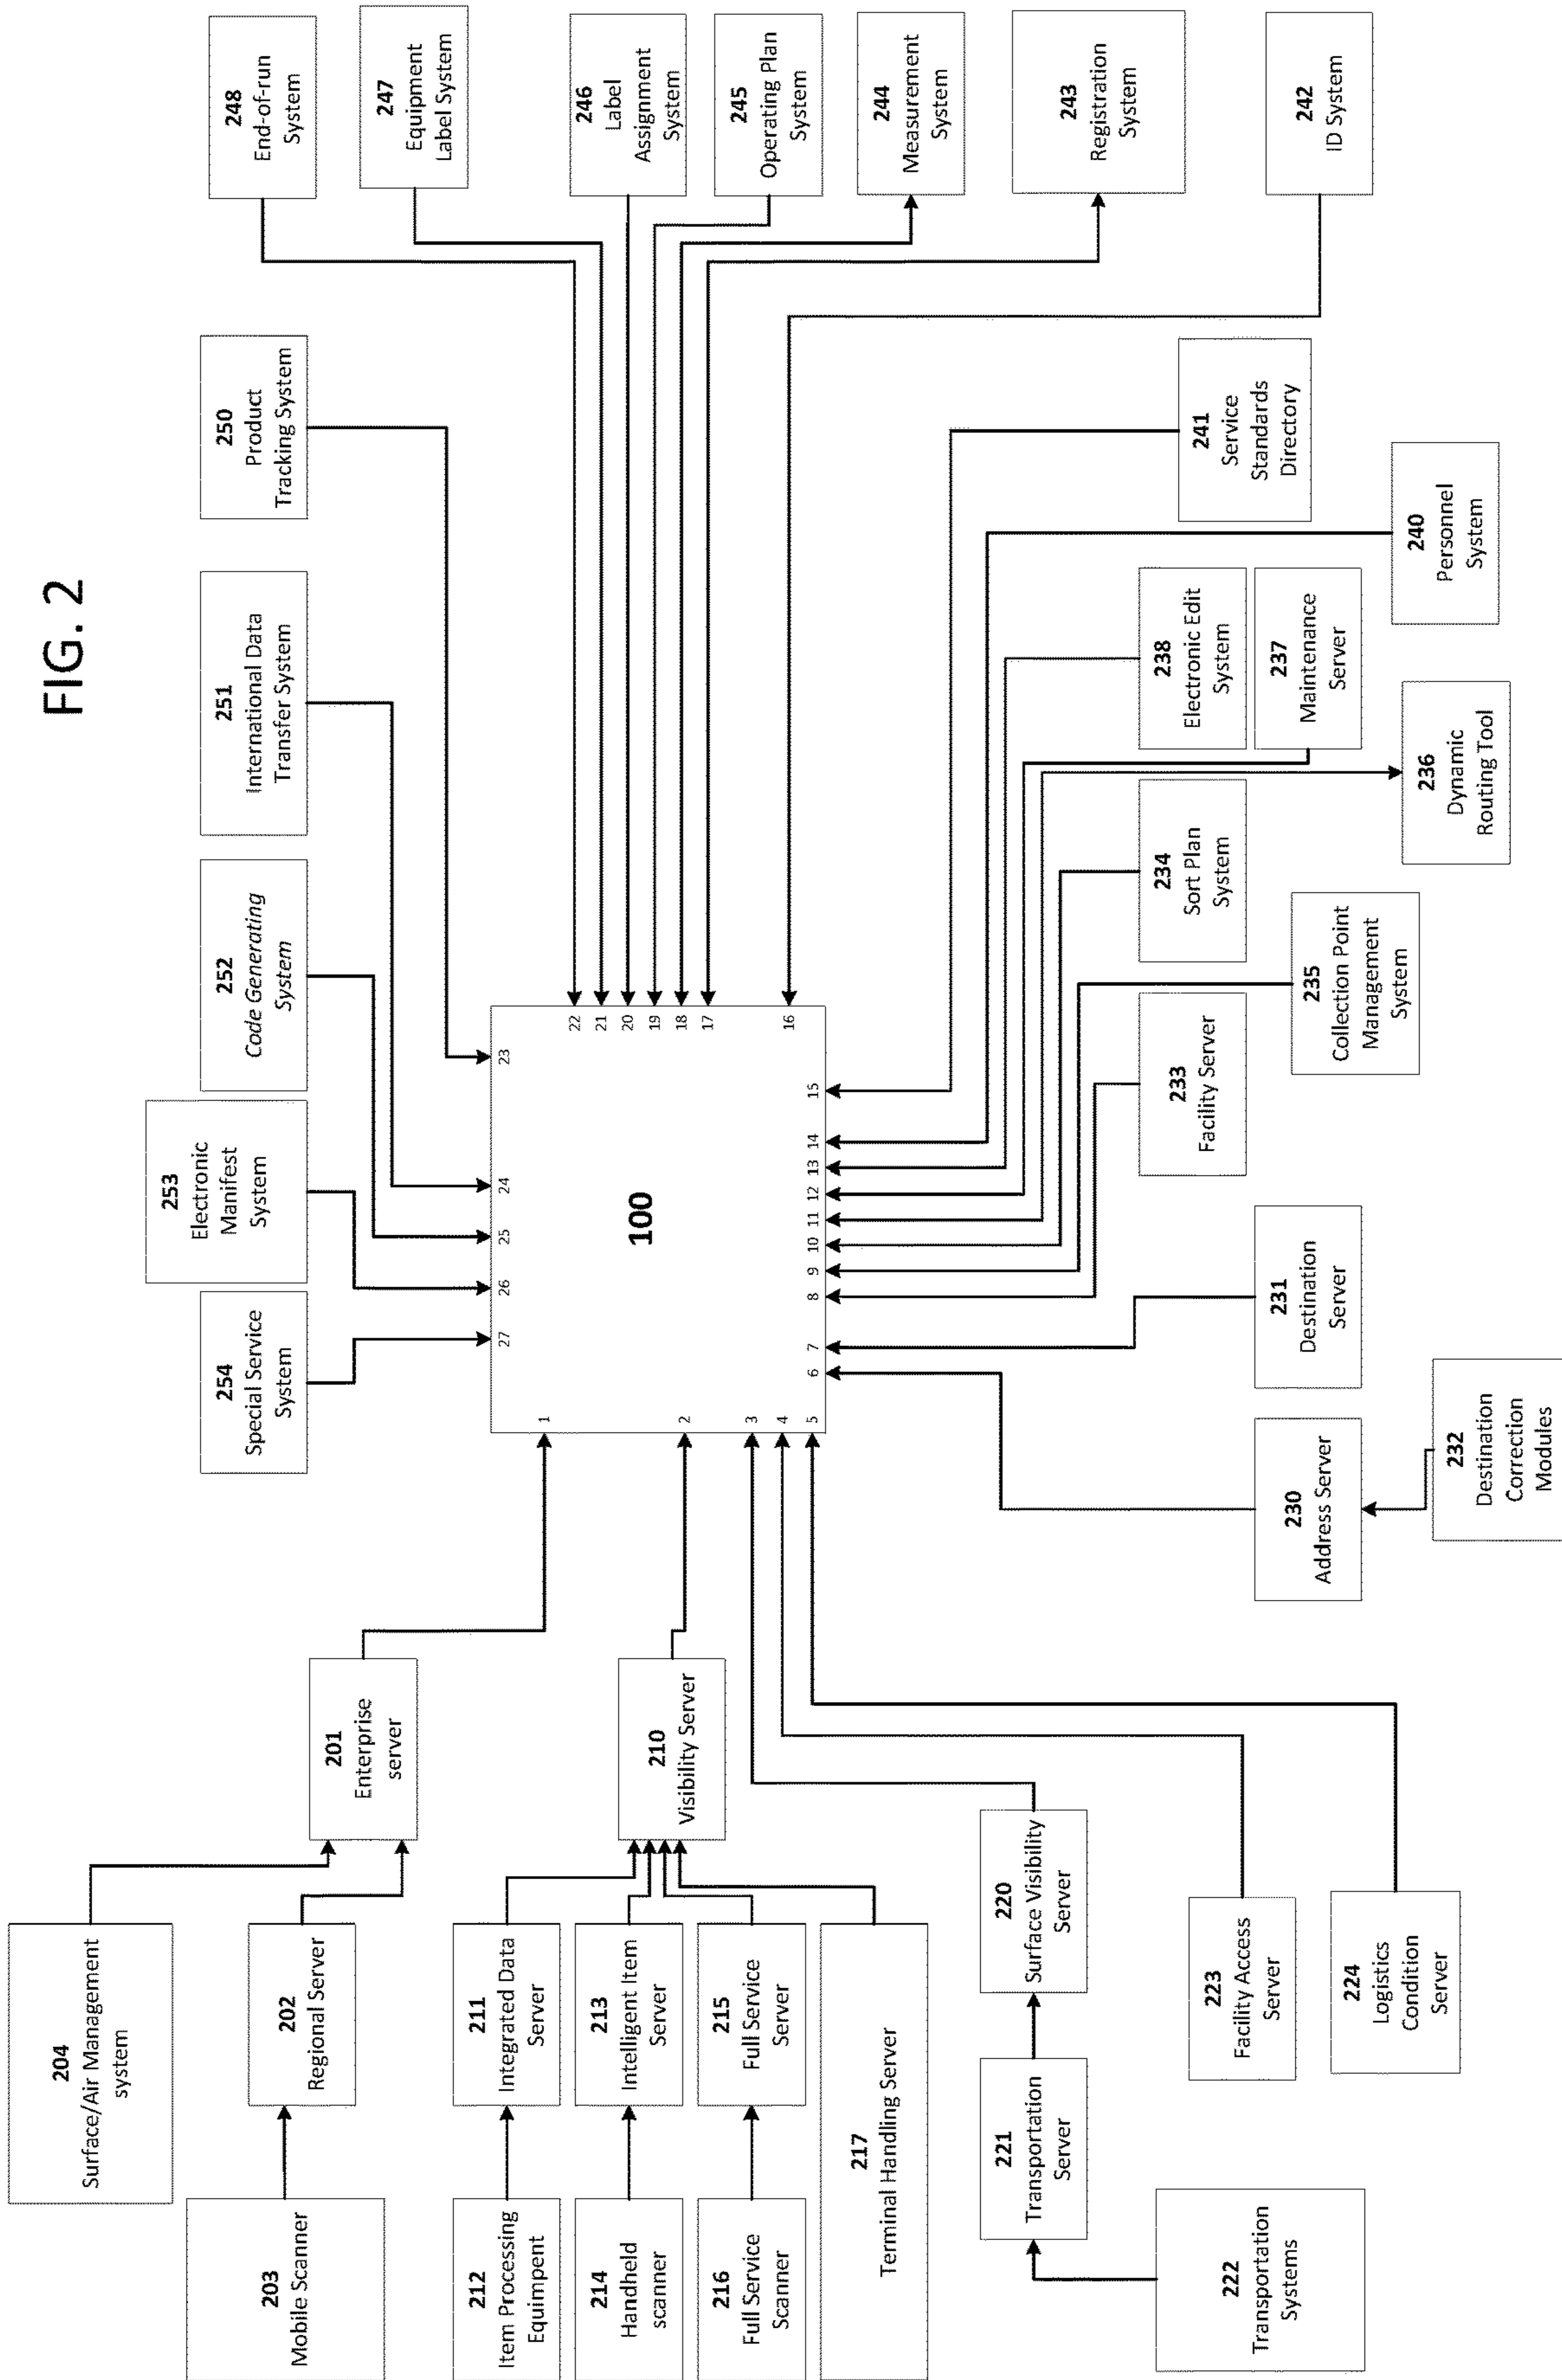 FIG. 2
204
Surface/Air Management
system
203
Mobile Scanner
202
Regional Server
201
Enterprise
server
212
Item Processing
Equimpent
211
Integrated Data
Server
214
Handheld
scanner
213
Intelligent Item
Server
216
Full Service
Scanner
215
Full Service
Server
217
Terminal Handling Server
210
Visibility Server
222
Transportation
Systems
221
Transportation
Server
220
Surface Visibility
Server
223
Facility Access
Server
224
Logistics
Condition
Server
254
Special Service
System
253
Electronic
Manifest
System
252
Code Generating
System
251
International Data
Transfer System
250
Product
Tracking System
100
1
2
3
4
5
6
7
8
9
10
11
12
13
14
15
16
17
18
19
20
21
22
23
24
25
26
27
230
Address Server
232
Destination
Correction
Modules
231
Destination
Server
233
Facility Server
235
Collection Point
Management
System
234
Sort Plan
System
236
Dynamic
Routing Tool
237
Maintenance
Server
238
Electronic Edit
System
240
Personnel
System
241
Service
Standards
Directory
242
ID System
243
Registration
System
244
Measurement
System
245
Operating Plan
System
246
Label
Assignment
System
247
Equipment
Label System
248
End-of-run
System